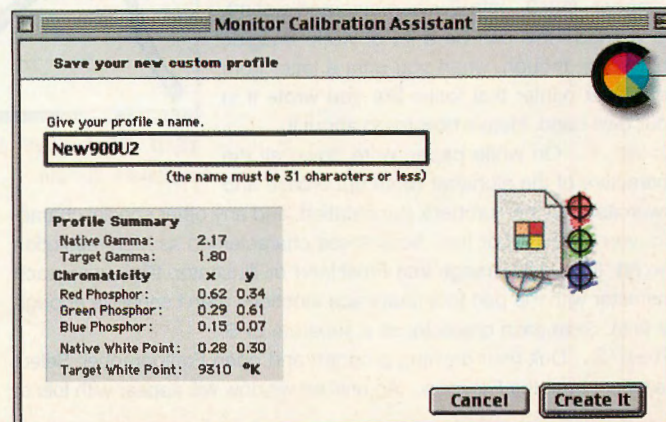 Monitor Calibration Assistant
Save your new custom profile
Give your profile a name.
New900U2
(the name must be 31 characters or less)
Profile Summary
Native Gamma: 2.17
Target Gamma: 1.80
Chromaticity x y
Red Phosphor: 0.62 0.34
Green Phosphor: 0.29 0.61
Blue Phosphor: 0.15 0.07
Native White Point: 0.28 0.30
Target White Point: 9310 °K
Cancel Create It